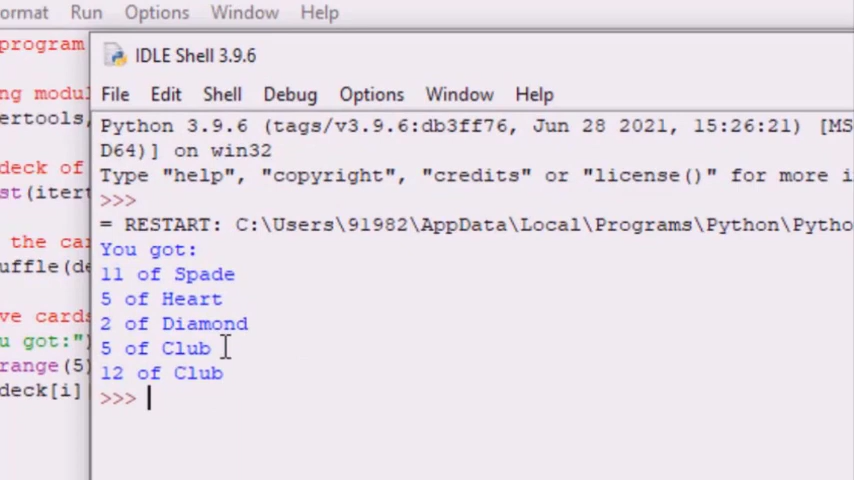 ormat Run Options Window Help
program
IDLE Shell 3.9.6
ng modul
File Edit Shell Debug Options Window Help
ertools,
Python 3.9.6 (tags/v3.9.6:db3ff76, Jun 28 2021, 15:26:21) [MS
D64)] on win32
deck of
Type "help", "copyright", "credits" or "license()" for more i
st(itert
>>>
= RESTART: C:\Users\91982\AppData\Local\Programs\Python\Pytho
the car
You got:
uffle(de
11 of Spade
5 of Heart
ve cards
2 of Diamond
u got:")
5 of Club
range(5)
12 of Club
deck[i]
>>>